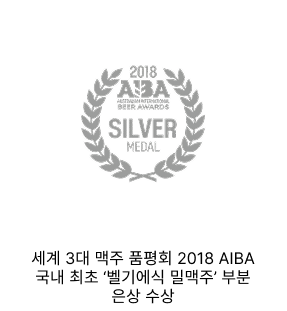 2018
AIBA
AUSTRALIAN INTERNATIONAL
BEER AWARDS
SILVER
MEDAL
세계 3대 맥주 품평회 2018 AIBA
국내 최초 ‘벨기에식 밀맥주’ 부분
은상 수상